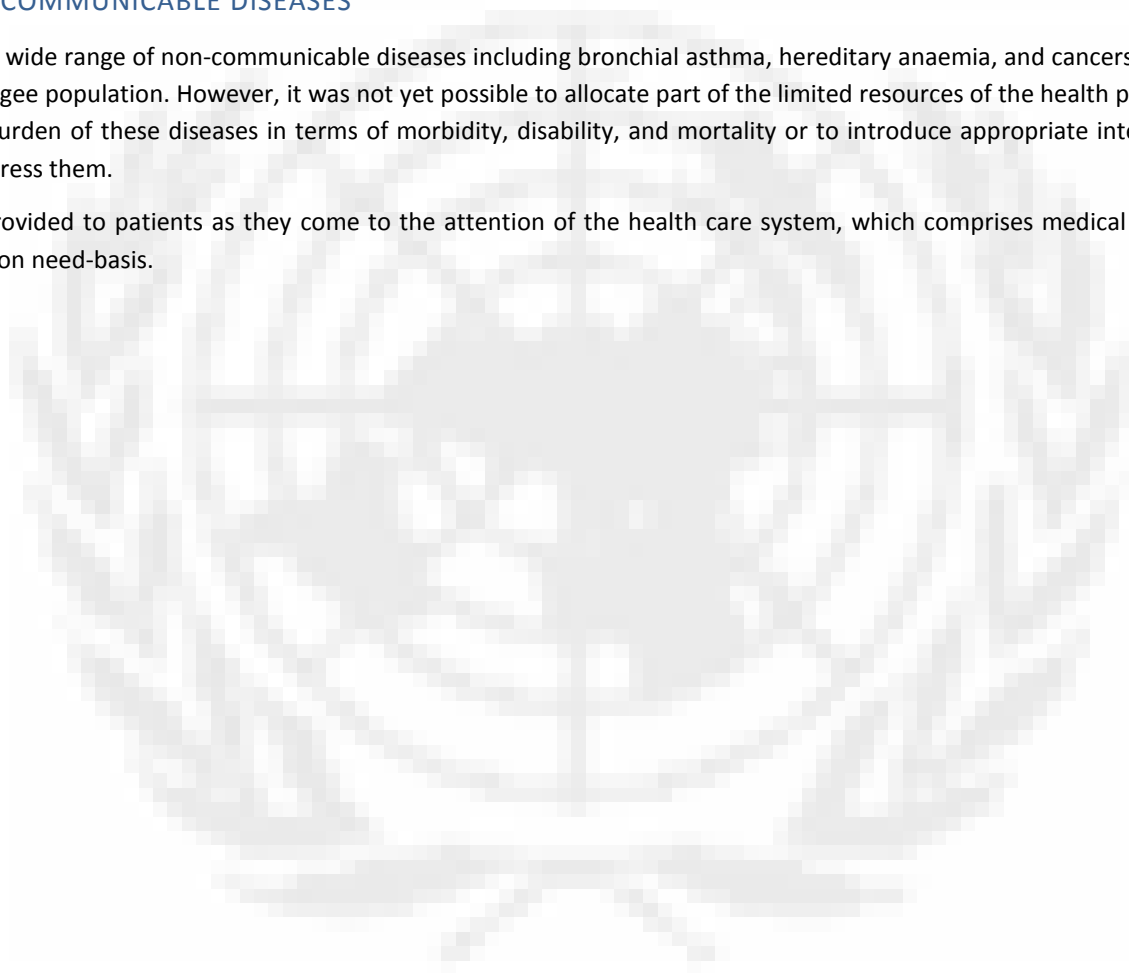 COMMUNICABLE DISEASES
wide range of non-communicable diseases including bronchial asthma, hereditary anaemia, and cancers
gee population. However, it was not yet possible to allocate part of the limited resources of the health p
urden of these diseases in terms of morbidity, disability, and mortality or to introduce appropriate int
ress them.
rovided to patients as they come to the attention of the health care system, which comprises medical
on need-basis.